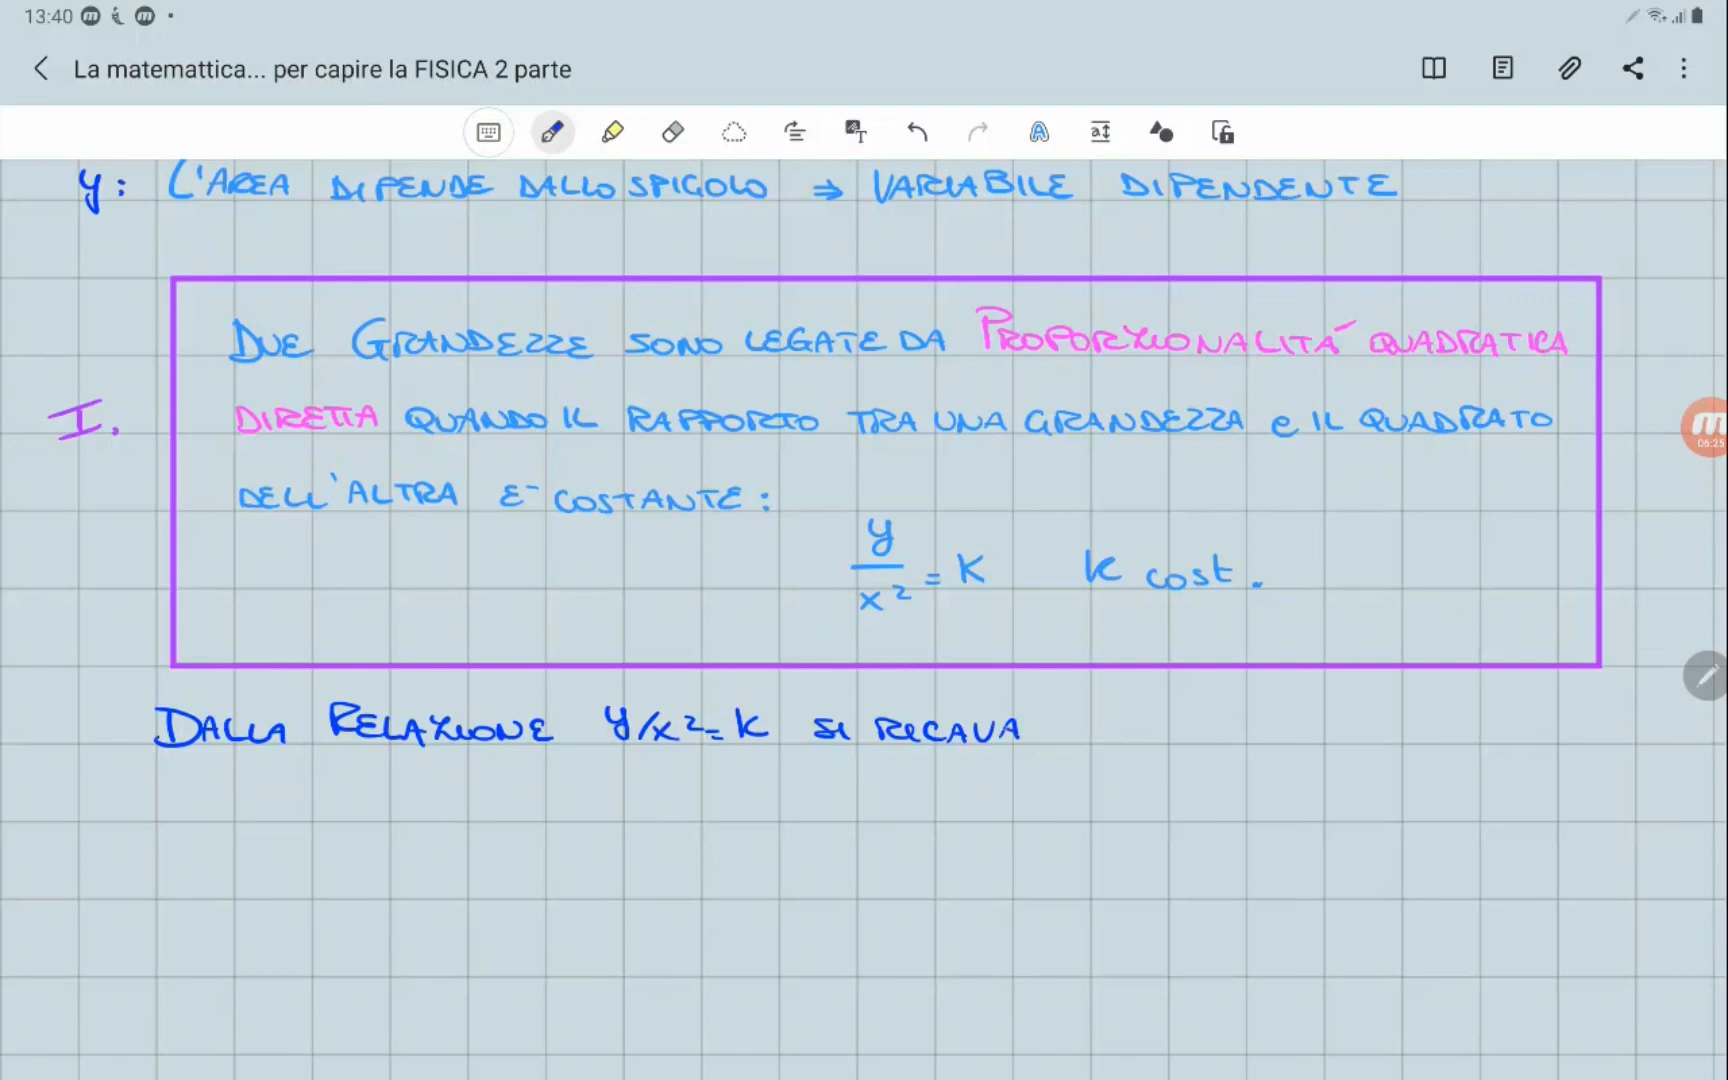 13:40
La matemattica... per capire la FISICA 2 parte
y: L'AREA DIPENDE DALLO SPIGOLO ⇒ VARIABILE DIPENDENTE
DUE GRANDEZZE SONO LEGATE DA PROPORZIONALITÁ QUADRATICA
I. DIRETTA QUANDO IL RAPPORTO TRA UNA GRANDEZZA e IL QUADRATO
DELL'ALTRA E- COSTANTE:
y/x² = K K cost.
DALLA RELAZIONE y/x²=K SI RICAVA
06:25